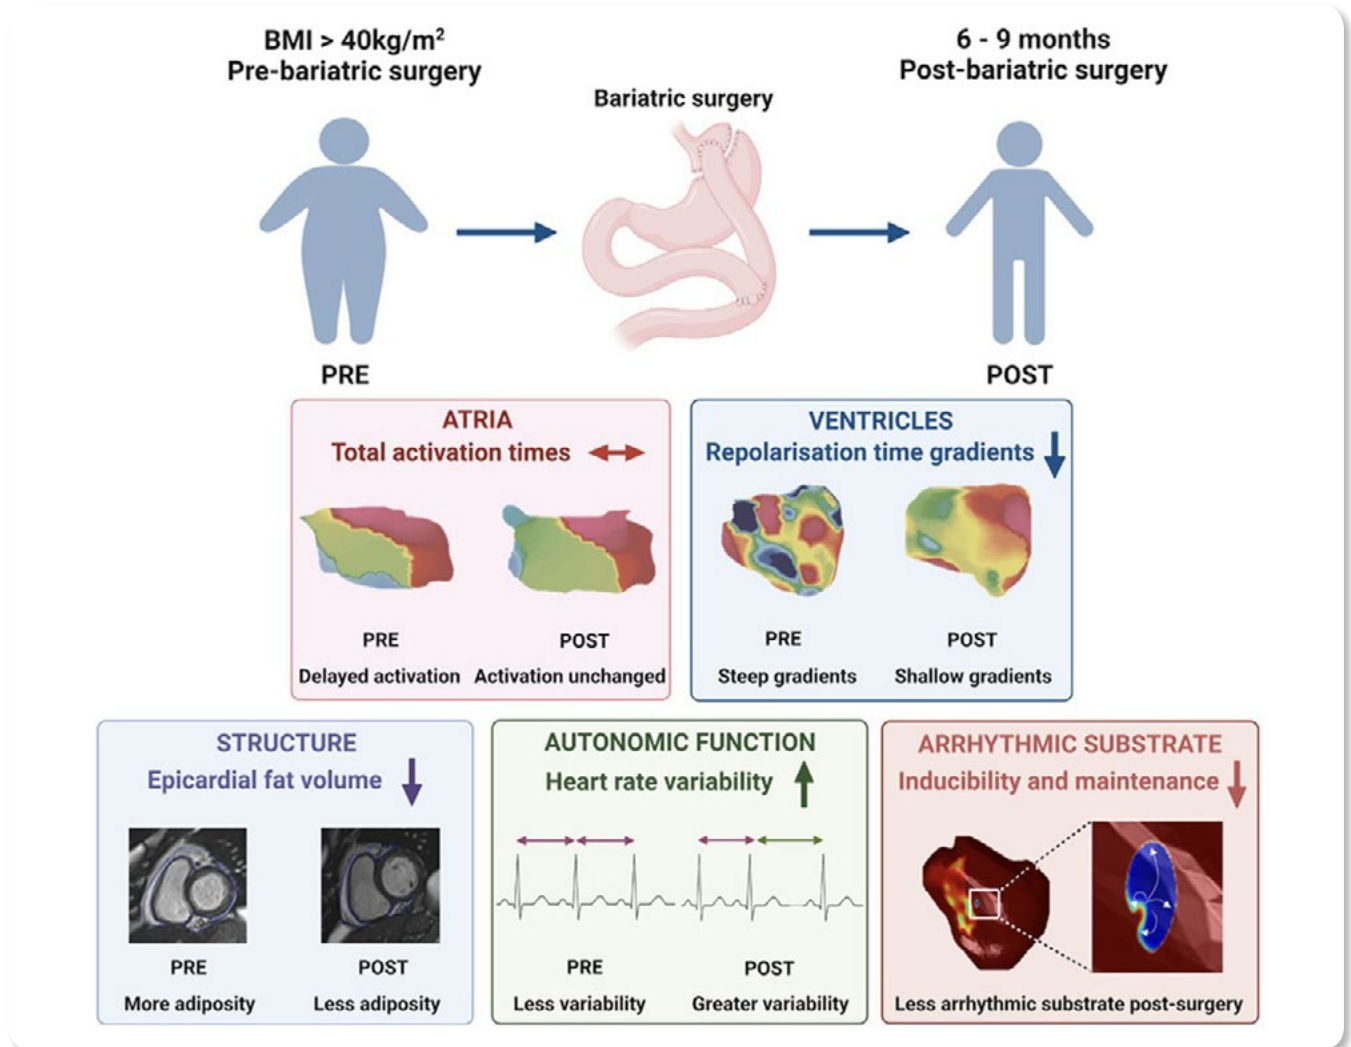 BMI > 40kg/m²
Pre-bariatric surgery
Bariatric surgery
6 - 9 months
Post-bariatric surgery
PRE
POST
ATRIA
Total activation times
PRE
POST
Delayed activation
Activation unchanged
VENTRICLES
Repolarisation time gradients
PRE
POST
Steep gradients
Shallow gradients
STRUCTURE
Epicardial fat volume
PRE
POST
More adiposity
Less adiposity
AUTONOMIC FUNCTION
Heart rate variability
PRE
POST
Less variability
Greater variability
ARRHYTHMIC SUBSTRATE
Inducibility and maintenance
Less arrhythmic substrate post-surgery